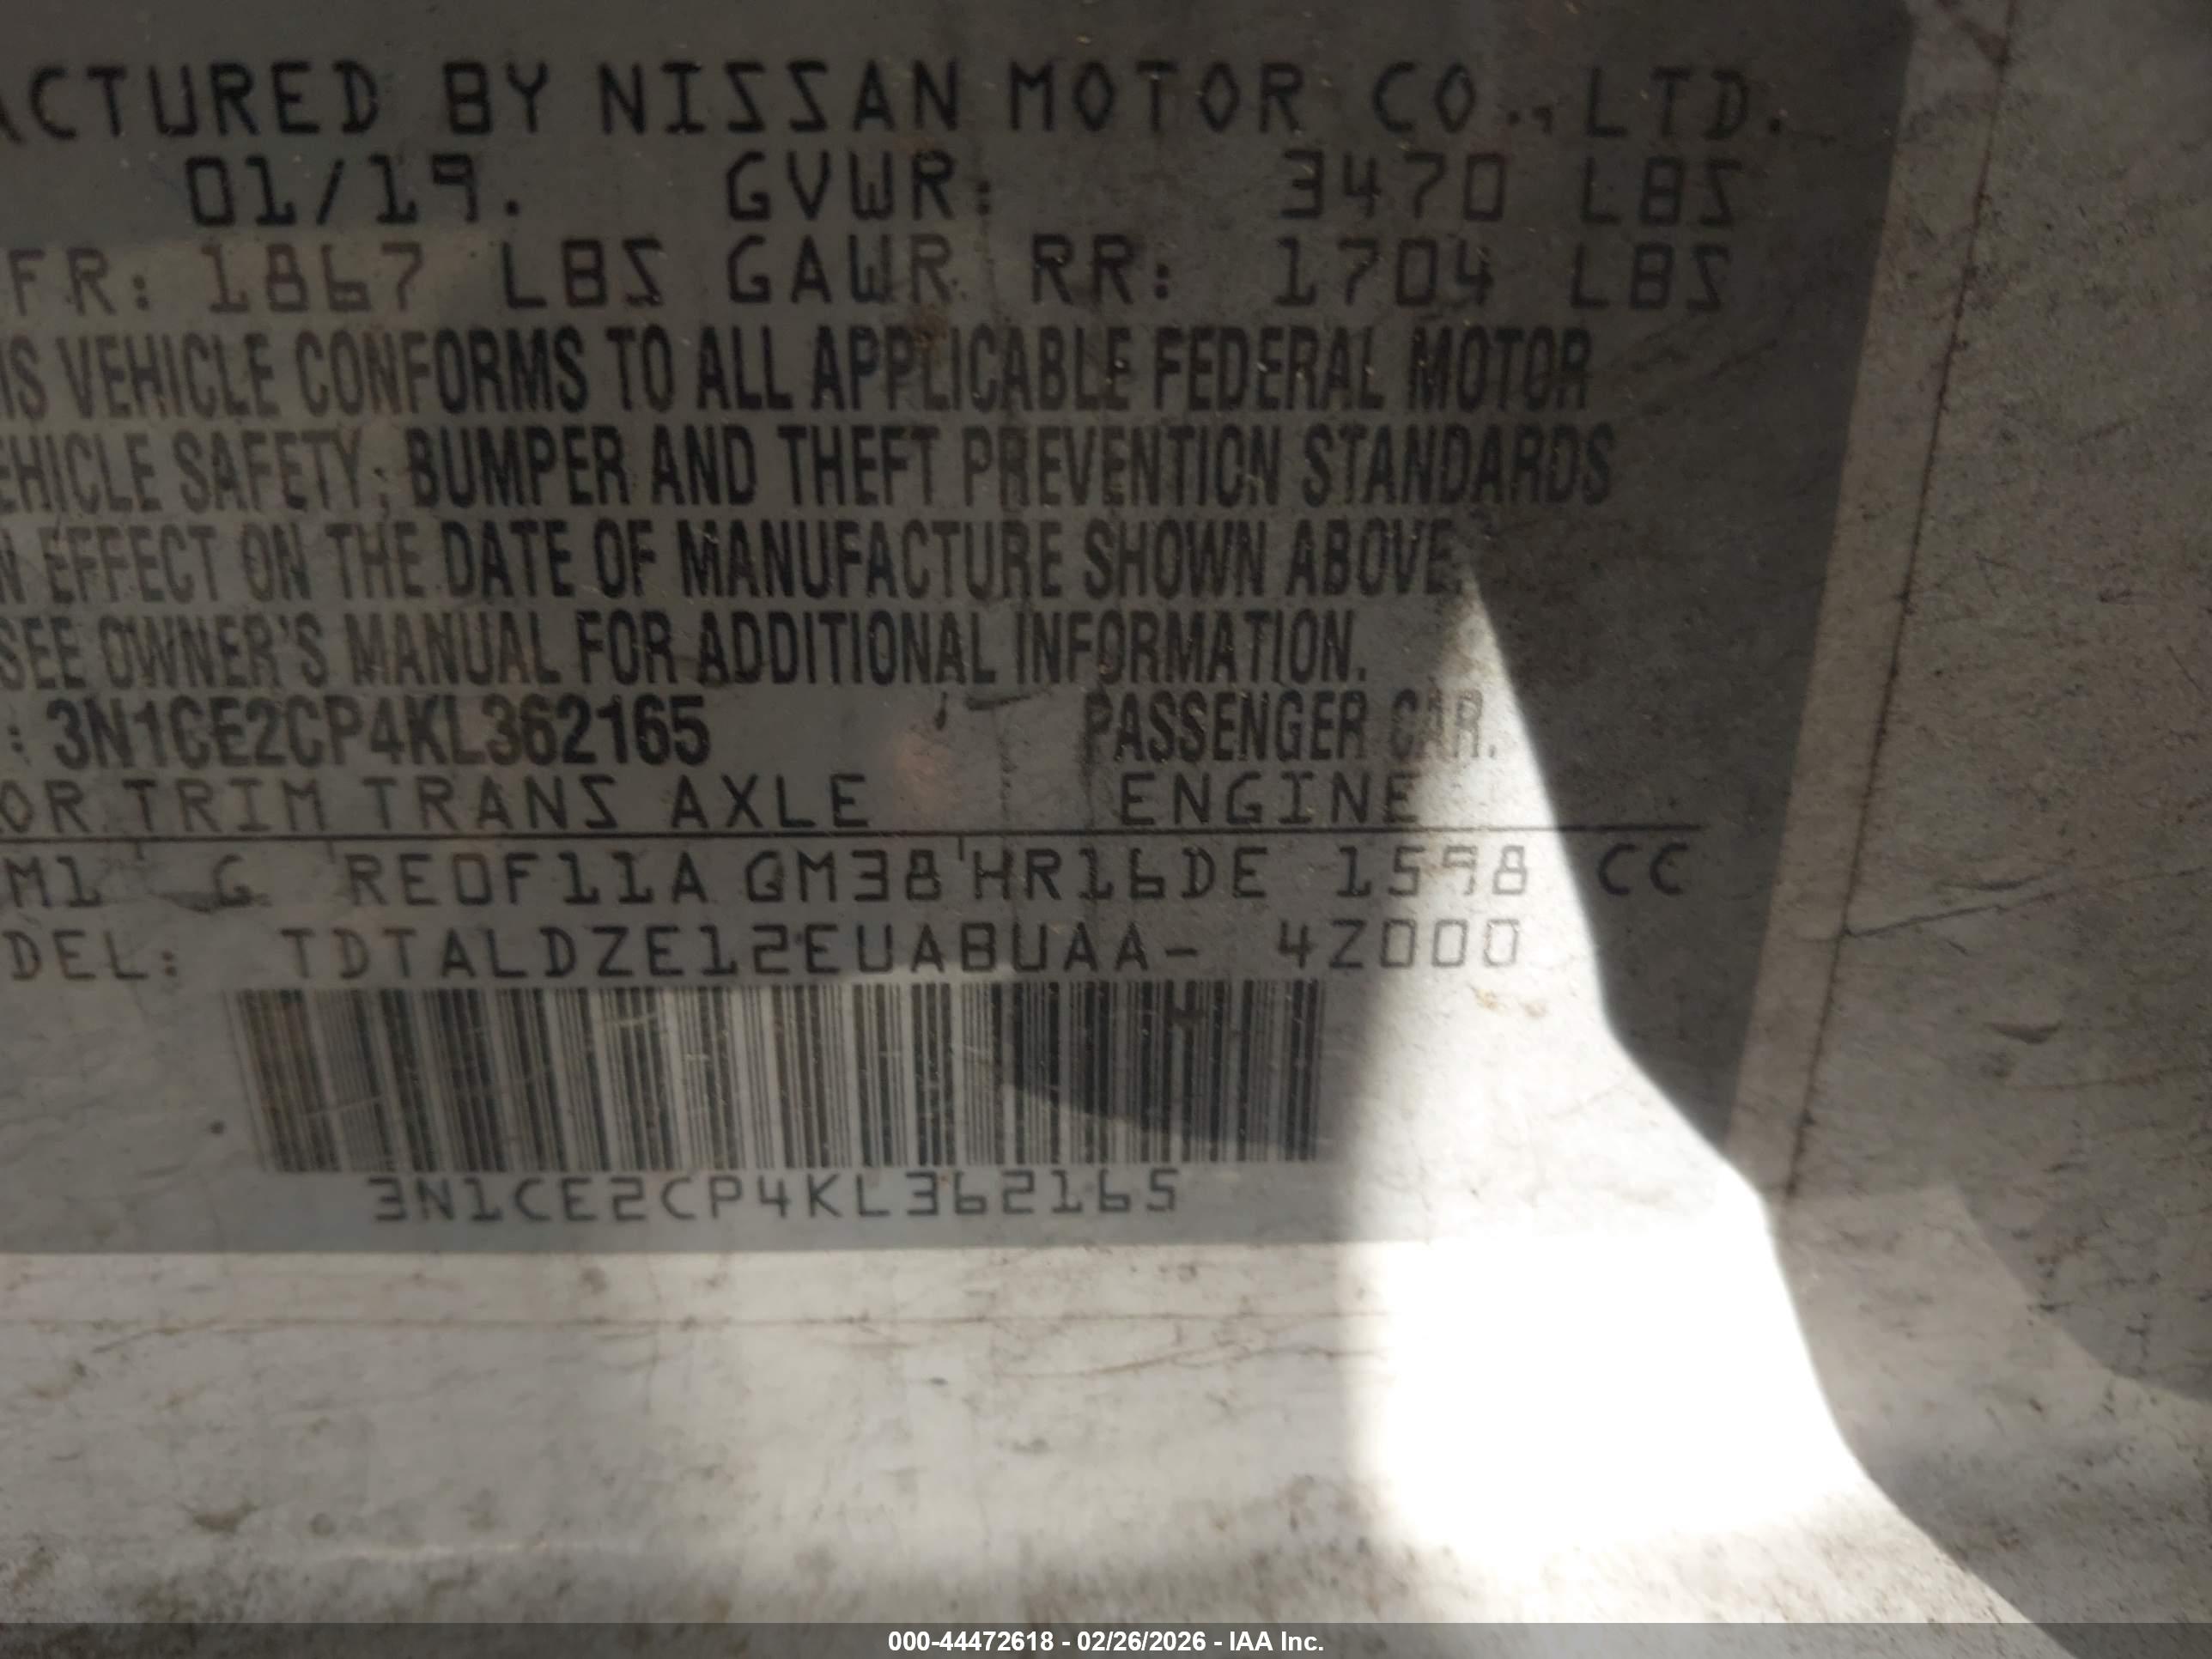 ACTURED BY NISSAN MOTOR CO., LTD.
01/19. GVWR: 3470 LBS
FR: 1867 LBS GAWR RR: 1704 LBS
IS VEHICLE CONFORMS TO ALL APPLICABLE FEDERAL MOTOR
EHICLE SAFETY, BUMPER AND THEFT PREVENTION STANDARDS
N EFFECT ON THE DATE OF MANUFACTURE SHOWN ABOVE.
SEE OWNER'S MANUAL FOR ADDITIONAL INFORMATION.
: 3N1CE2CP4KL362165 PASSENGER CAR.
OR TRIM TRANS AXLE ENGINE
M1 G RE0F11A GM38 HR16DE 1598 CC
DEL: TDTALDZE12EUABUAA- 4Z000
3N1CE2CP4KL362165
000-44472618 - 02/26/2026 - IAA Inc.